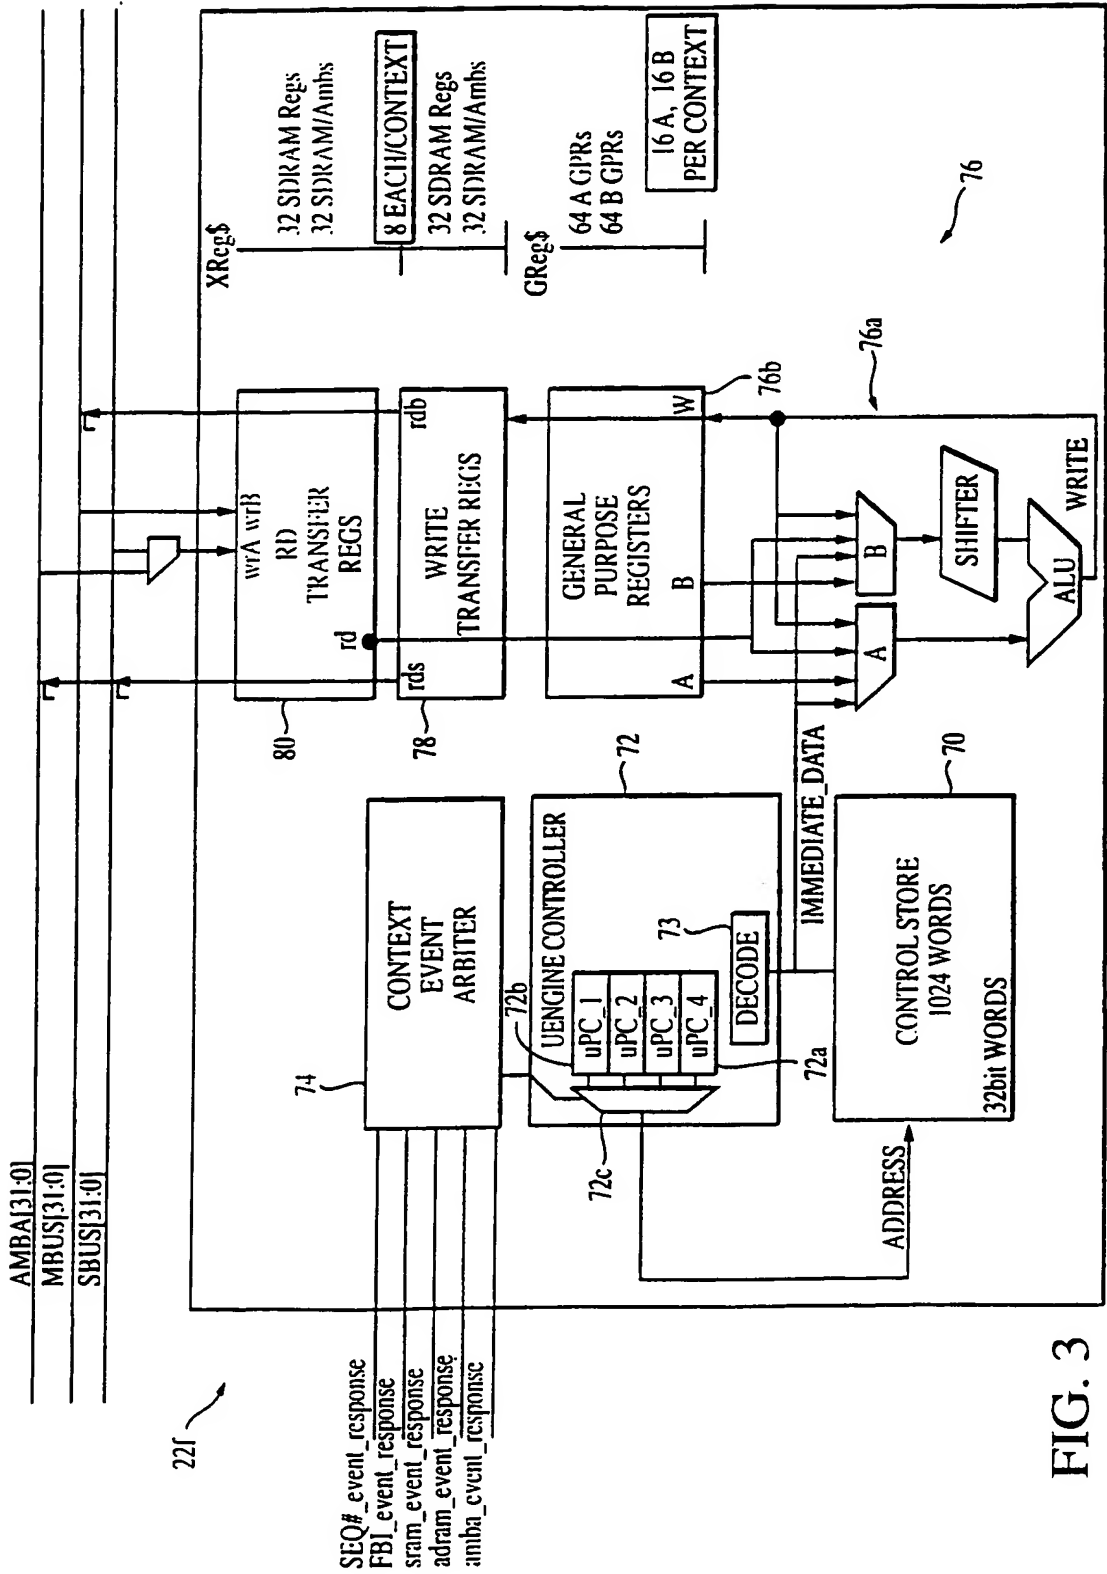 AMBA[31:0]
MBUS[31:0]
SBUS[31:0]
22f
SEQ#_event_response
FBI_event_response
sram_event_response
adram_event_response
amba_event_response
74
CONTEXT
EVENT
ARBITER
72
UENGINE CONTROLLER
72b
uPC_1
uPC_2
uPC_3
uPC_4
72a
72c
73
DECODE
IMMEDIATE_DATA
70
CONTROL STORE
1024 WORDS
32bit WORDS
ADDRESS
80
wrA wrB
RD
TRANSFER
REGS
rd
78
rds
rdb
WRITE
TRANSFER REGS
76b
GENERAL
PURPOSE
REGISTERS
A
B
W
A
B
SHIFTER
ALU
WRITE
76a
76
XReg$
32 SDRAM Regs
32 SDRAM/Ambs
8 EACH/CONTEXT
32 SDRAM Regs
32 SDRAM/Ambs
GReg$
64 A GPRs
64 B GPRs
16 A, 16 B
PER CONTEXT
FIG. 3